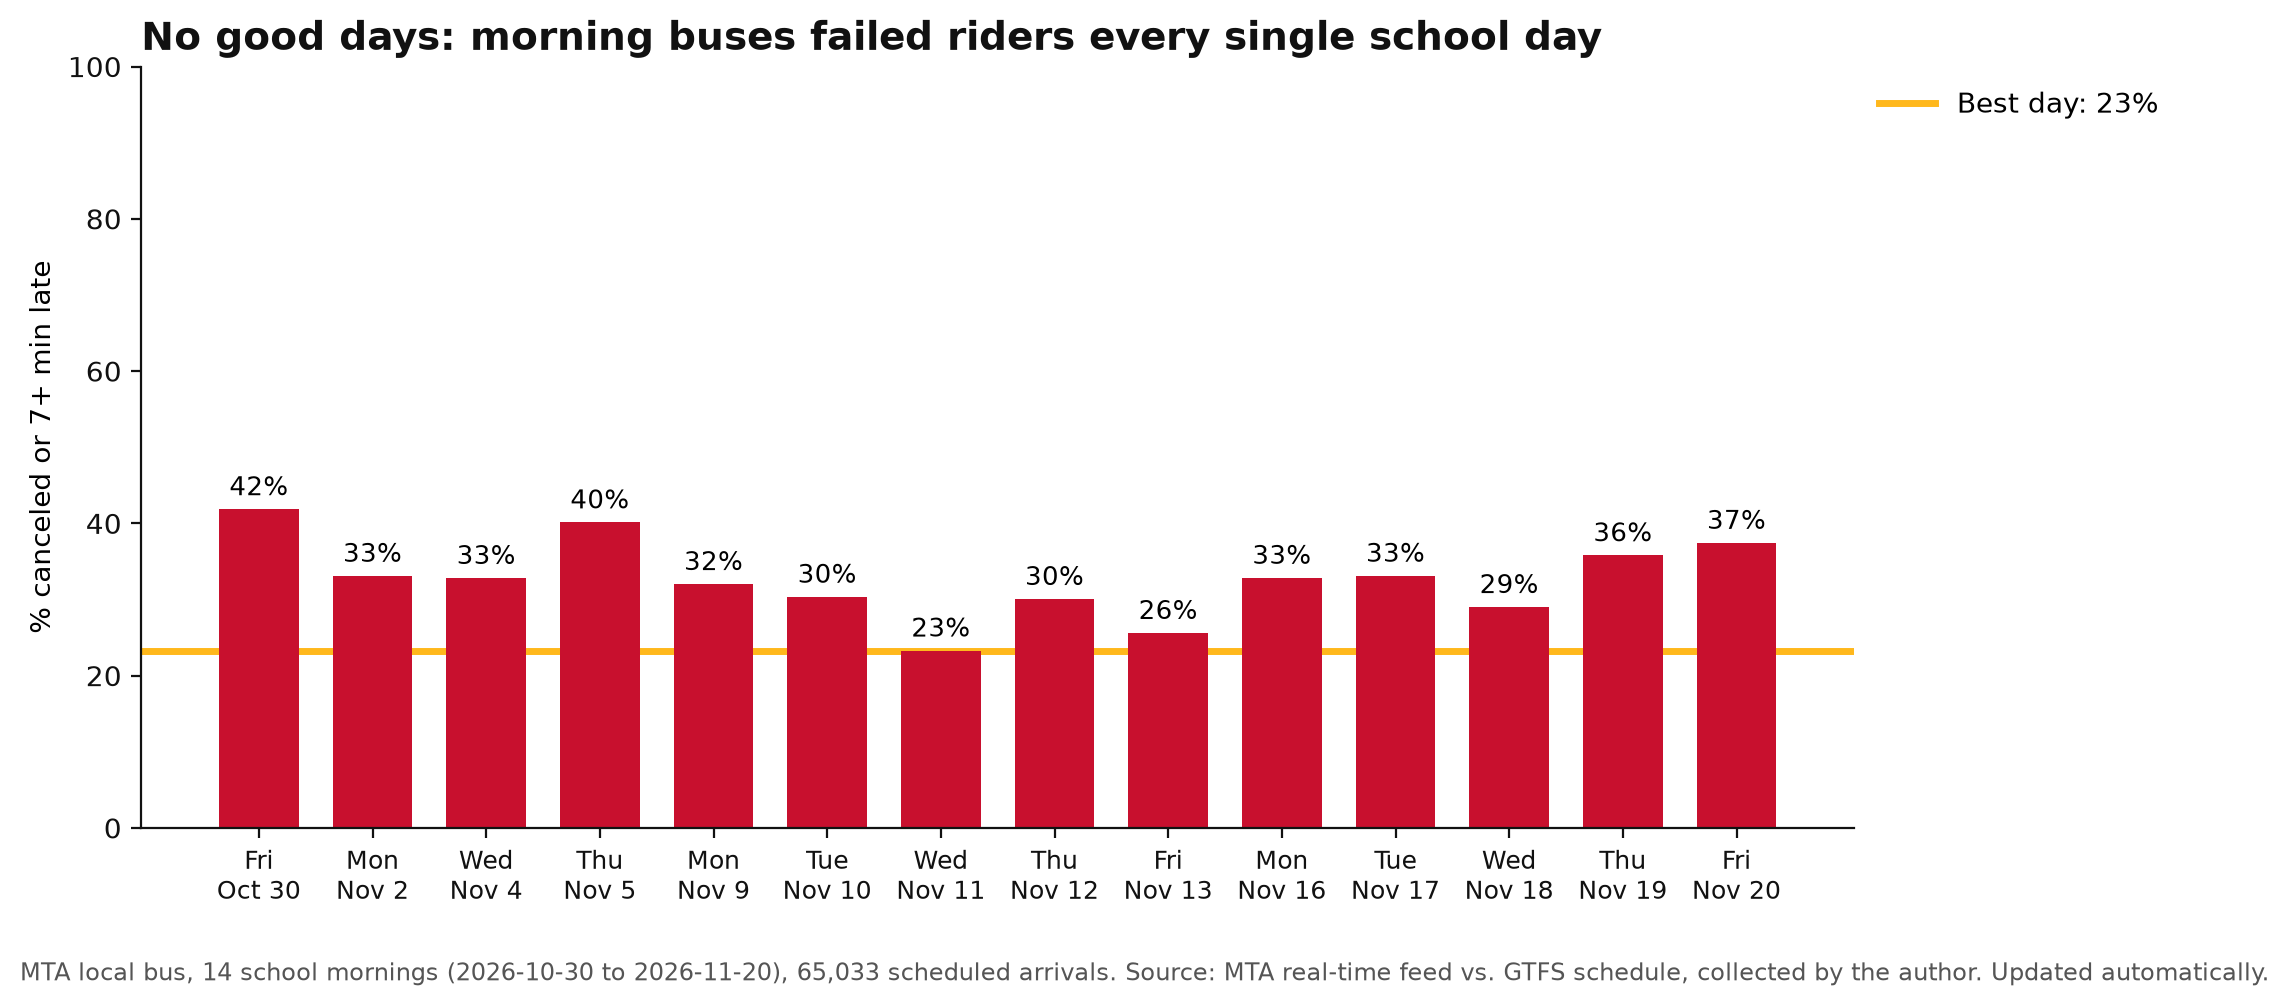 No good days: morning buses failed riders every single school day
Best day: 23%
% canceled or 7+ min late
100
80
60
40
20
0
42%
33%
33%
40%
32%
30%
23%
30%
26%
33%
33%
29%
36%
37%
Fri
Oct 30
Mon
Nov 2
Wed
Nov 4
Thu
Nov 5
Mon
Nov 9
Tue
Nov 10
Wed
Nov 11
Thu
Nov 12
Fri
Nov 13
Mon
Nov 16
Tue
Nov 17
Wed
Nov 18
Thu
Nov 19
Fri
Nov 20
MTA local bus, 14 school mornings (2026-10-30 to 2026-11-20), 65,033 scheduled arrivals. Source: MTA real-time feed vs. GTFS schedule, collected by the author. Updated automatically.